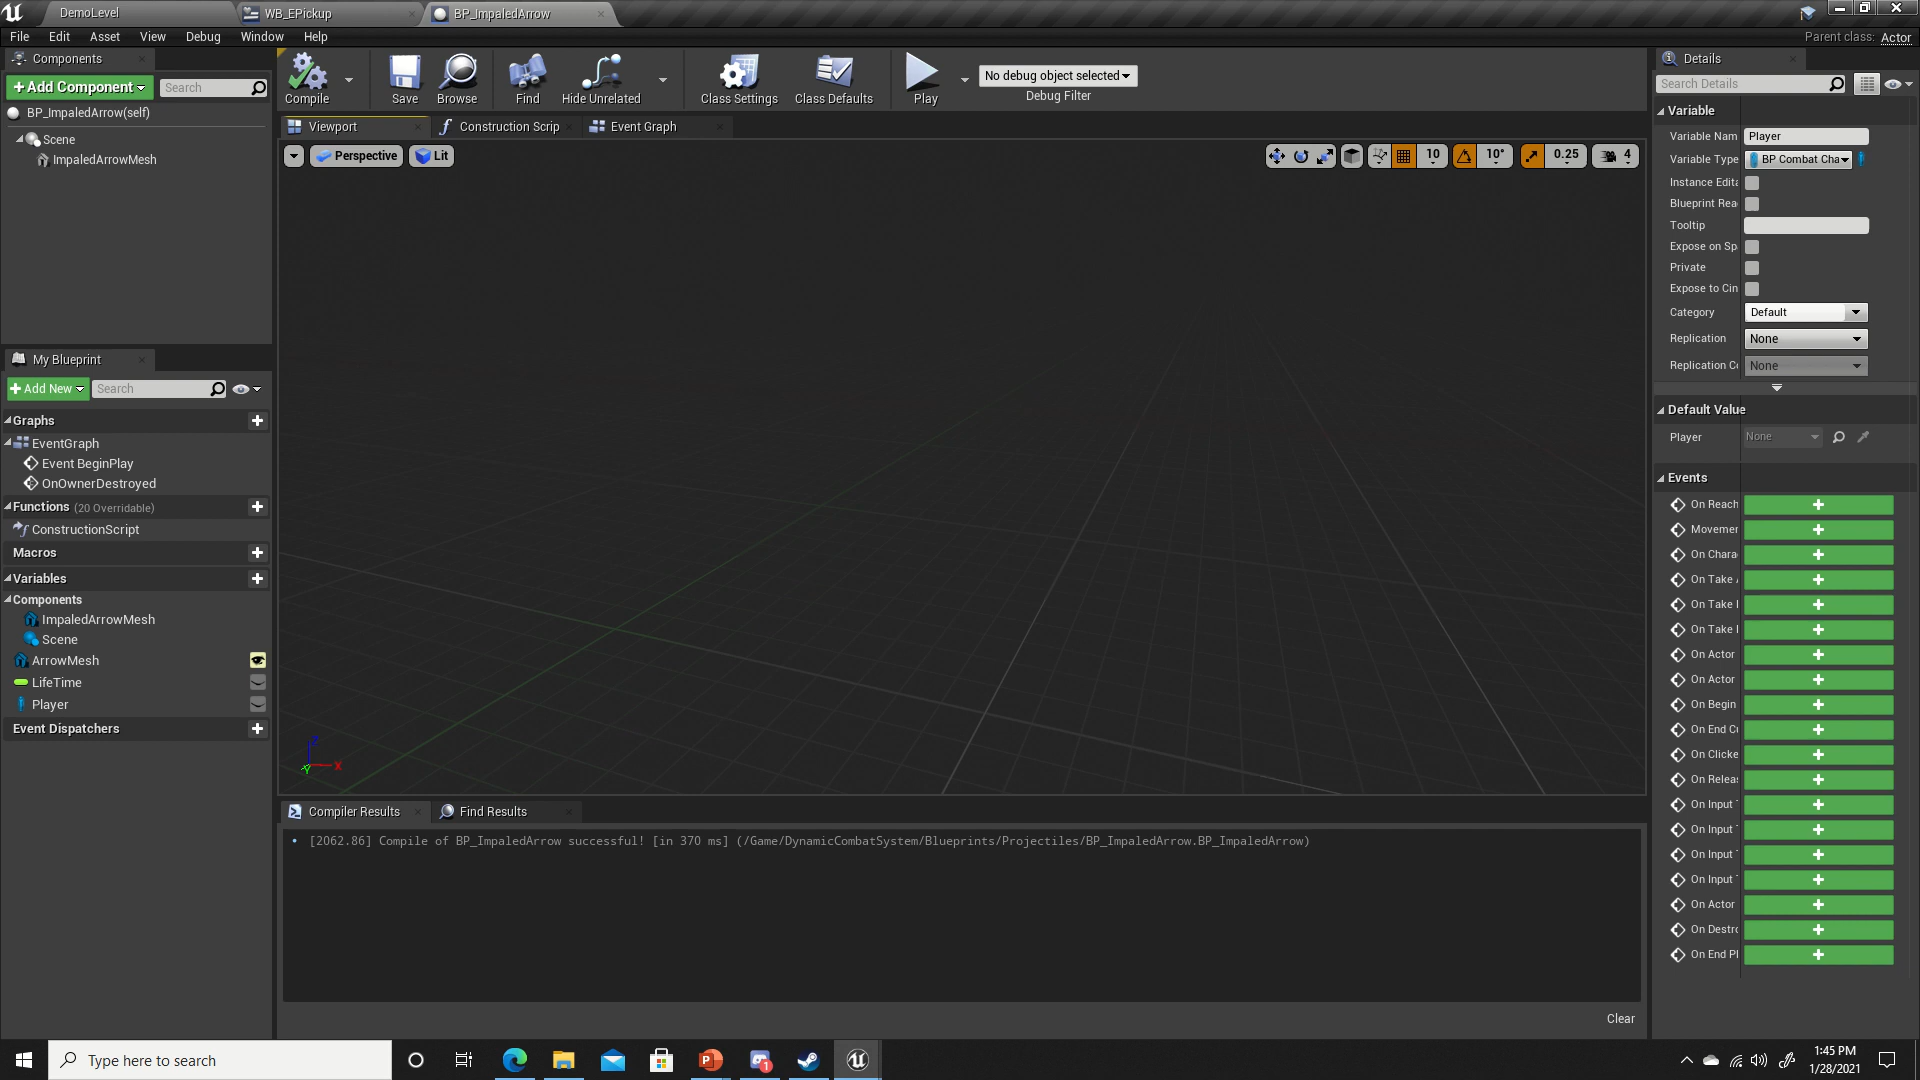 DemoLevel
WB_EPickup
BP_ImpaledArrow
File Edit Asset View Debug Window Help
Parent class: Actor
Components
+Add Component
Search
BP_ImpaledArrow(self)
Scene
ImpaledArrowMesh
Compile
Save
Browse
Find
Hide Unrelated
Class Settings
Class Defaults
Play
No debug object selected
Debug Filter
Viewport
Construction Scrip
Event Graph
Perspective
Lit
10
10°
0.25
4
X
Y
Z
My Blueprint
+Add New
Search
Graphs
EventGraph
Event BeginPlay
OnOwnerDestroyed
Functions (20 Overridable)
ConstructionScript
Macros
Variables
Components
ImpaledArrowMesh
Scene
ArrowMesh
LifeTime
Player
Event Dispatchers
Compiler Results
Find Results
[2062.86] Compile of BP_ImpaledArrow successful! [in 370 ms] (/Game/DynamicCombatSystem/Blueprints/Projectiles/BP_ImpaledArrow.BP_ImpaledArrow)
Clear
Details
Search Details
Variable
Variable Nam Player
Variable Type BP Combat Cha
Instance Edita
Blueprint Rea
Tooltip
Expose on Sp
Private
Expose to Cin
Category Default
Replication None
Replication Co None
Default Value
Player None
Events
On Reach
Movemen
On Chara
On Take A
On Take I
On Take I
On Actor
On Actor
On Begin
On End Cu
On Clicke
On Releas
On Input T
On Input T
On Input T
On Input T
On Actor
On Destro
On End Pl
Type here to search
1
1:45 PM
1/28/2021